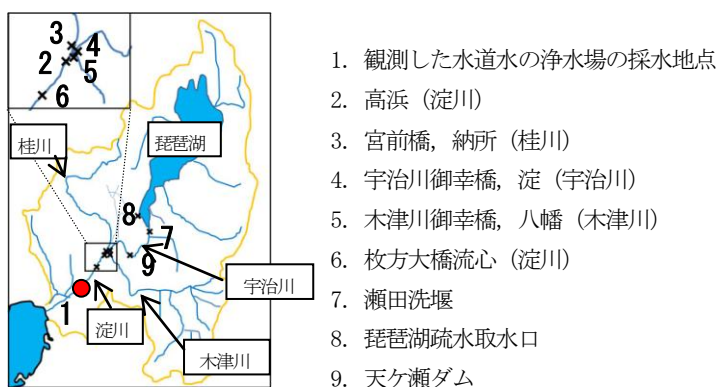 3
4
2
5
6
桂川
琵琶湖
8
7
9
宇治川
1
淀川
木津川
1. 観測した水道水の浄水場の採水地点
2. 高浜（淀川）
3. 宮前橋，納所（桂川）
4. 宇治川御幸橋，淀（宇治川）
5. 木津川御幸橋，八幡（木津川）
6. 枚方大橋流心（淀川）
7. 瀬田洗堰
8. 琵琶湖疏水取水口
9. 天ケ瀬ダム